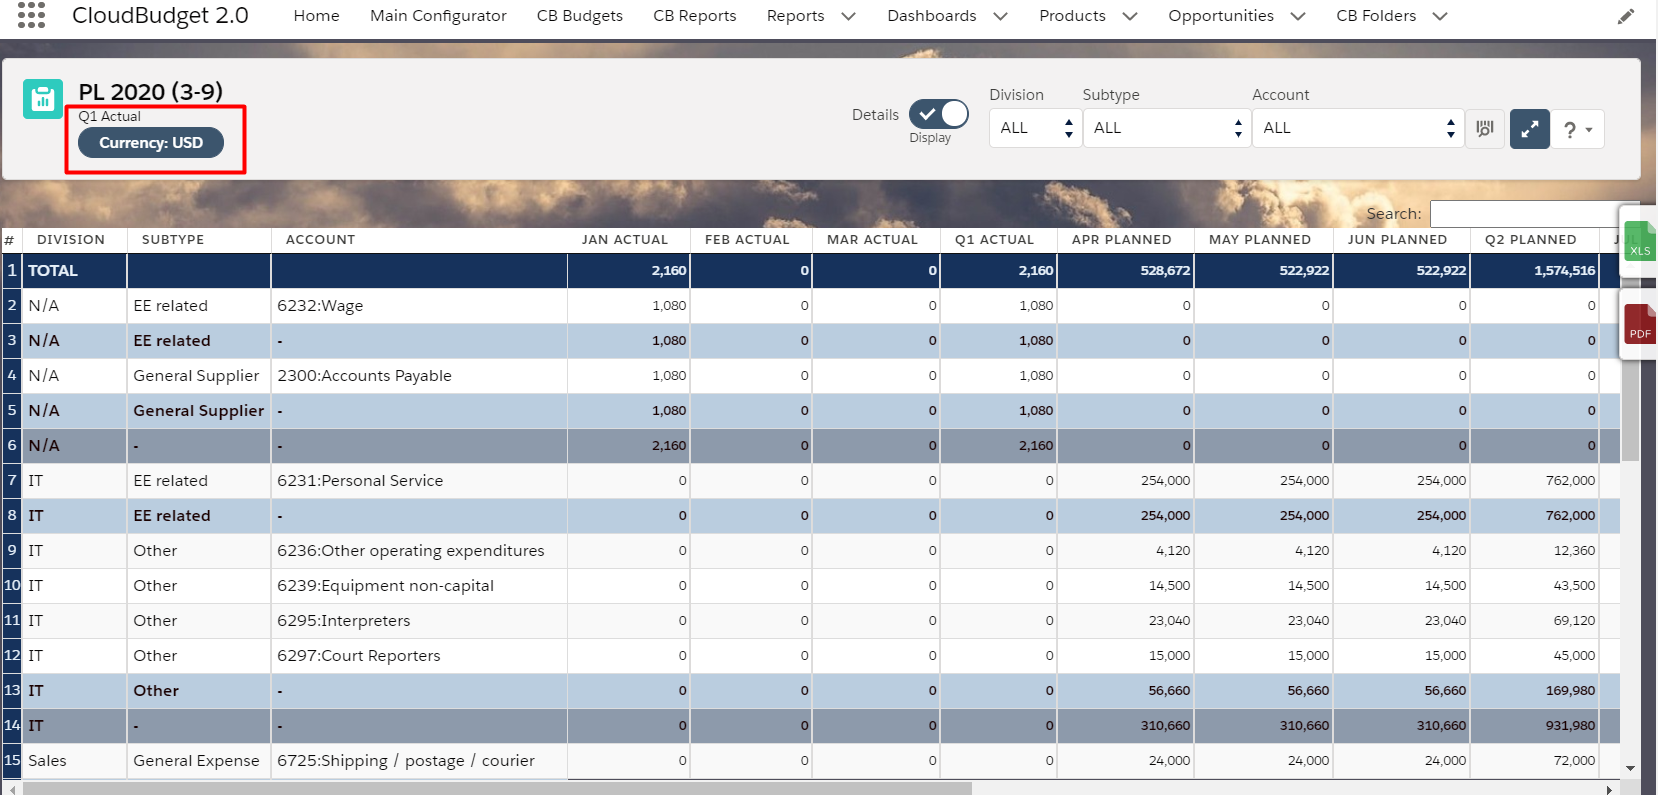 CloudBudget 2.0 Home Main Configurator CB Budgets CB Reports Reports Dashboards Products Opportunities CB Folders
PL 2020 (3-9)
Q1 Actual
Currency: USD
Details
Display
Division Subtype Account
ALL ALL ALL
?
Search:
XLS
PDF
# DIVISION SUBTYPE ACCOUNT JAN ACTUAL FEB ACTUAL MAR ACTUAL Q1 ACTUAL APR PLANNED MAY PLANNED JUN PLANNED Q2 PLANNED
1 TOTAL 2,160 0 0 2,160 528,672 522,922 522,922 1,574,516
2 N/A EE related 6232:Wage 1,080 0 0 1,080 0 0 0 0
3 N/A EE related - 1,080 0 0 1,080 0 0 0 0
4 N/A General Supplier 2300:Accounts Payable 1,080 0 0 1,080 0 0 0 0
5 N/A General Supplier - 1,080 0 0 1,080 0 0 0 0
6 N/A - - 2,160 0 0 2,160 0 0 0 0
7 IT EE related 6231:Personal Service 0 0 0 0 254,000 254,000 254,000 762,000
8 IT EE related - 0 0 0 0 254,000 254,000 254,000 762,000
9 IT Other 6236:Other operating expenditures 0 0 0 0 4,120 4,120 4,120 12,360
10 IT Other 6239:Equipment non-capital 0 0 0 0 14,500 14,500 14,500 43,500
11 IT Other 6295:Interpreters 0 0 0 0 23,040 23,040 23,040 69,120
12 IT Other 6297:Court Reporters 0 0 0 0 15,000 15,000 15,000 45,000
13 IT Other - 0 0 0 0 56,660 56,660 56,660 169,980
14 IT - - 0 0 0 0 310,660 310,660 310,660 931,980
15 Sales General Expense 6725:Shipping / postage / courier 0 0 0 0 24,000 24,000 24,000 72,000